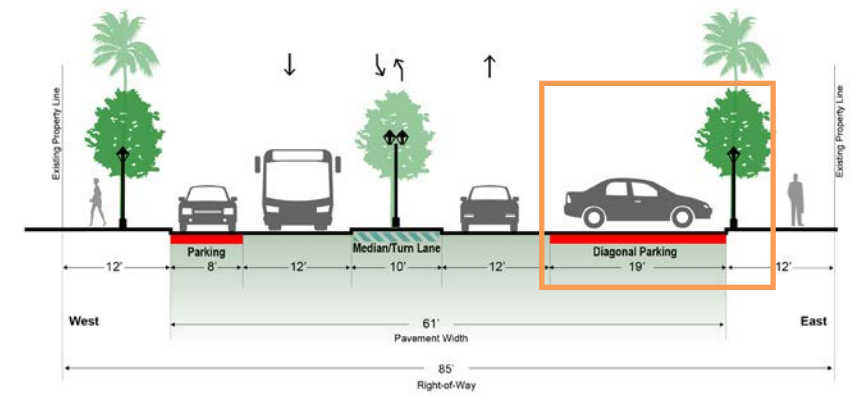 Existing Property Line
Existing Property Line
Parking
Median/Turn Lane
Diagonal Parking
12'
8'
12'
10'
12'
19'
12'
West
East
61'
Pavement Width
85'
Right-of-Way